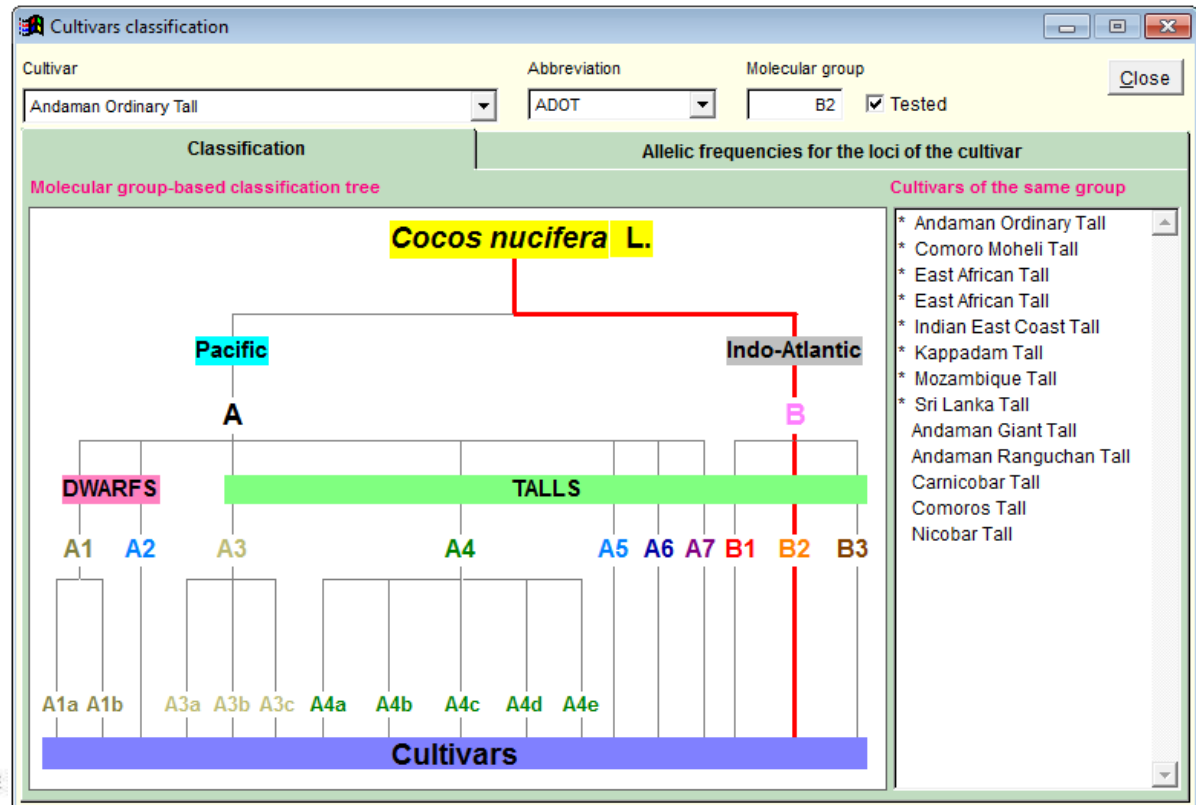 Cultivars classification
Cultivar
Abbreviation
Molecular group
Close
Andaman Ordinary Tall
ADOT
B2
Tested
Classification
Allelic frequencies for the loci of the cultivar
Molecular group-based classification tree
Cultivars of the same group
Cocos nucifera L.
Pacific
Indo-Atlantic
A
B
DWARFS
TALLS
A1 A2 A3 A4 A5 A6 A7 B1 B2 B3
A1a A1b A3a A3b A3c A4a A4b A4c A4d A4e
Cultivars
* Andaman Ordinary Tall
* Comoro Moheli Tall
* East African Tall
* East African Tall
* Indian East Coast Tall
* Kappadam Tall
* Mozambique Tall
* Sri Lanka Tall
Andaman Giant Tall
Andaman Ranguchan Tall
Carnicobar Tall
Comoros Tall
Nicobar Tall